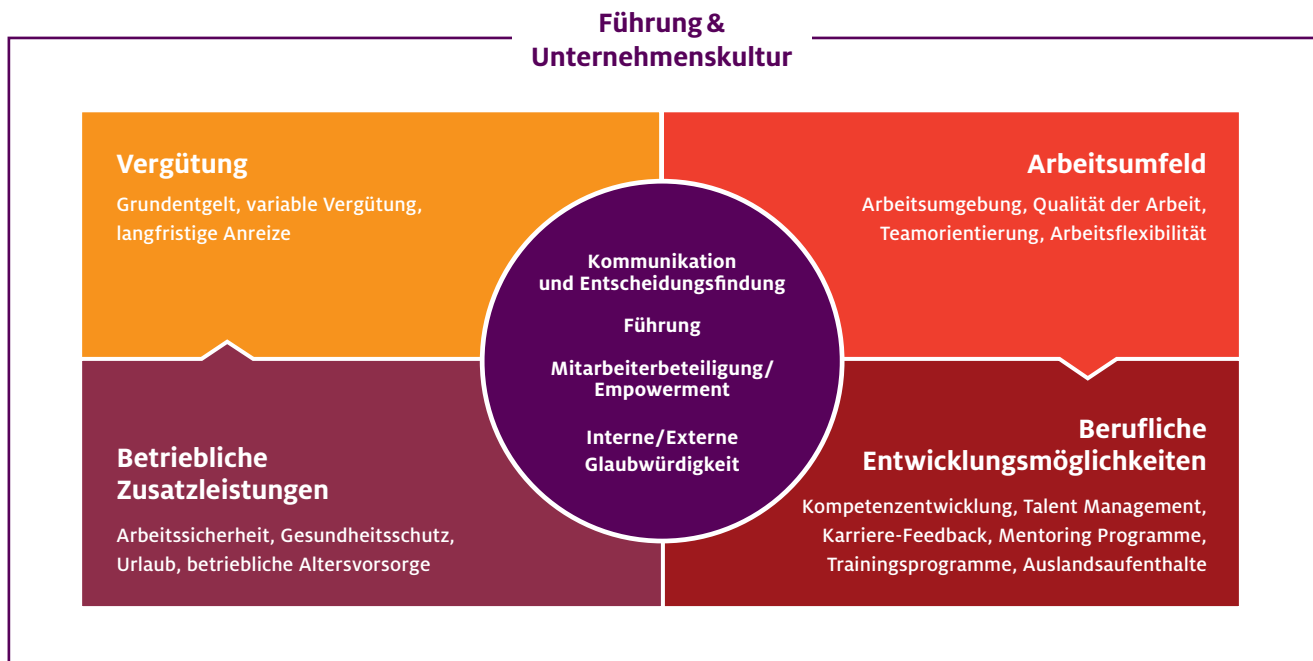 Führung &
Unternehmenskultur
Vergütung
Grundentgelt, variable Vergütung,
langfristige Anreize
Arbeitsumfeld
Arbeitsumgebung, Qualität der Arbeit,
Teamorientierung, Arbeitsflexibilität
Kommunikation
und Entscheidungsfindung
Führung
Mitarbeiterbeteiligung/
Empowerment
Interne/Externe
Glaubwürdigkeit
Betriebliche
Zusatzleistungen
Arbeitssicherheit, Gesundheitsschutz,
Urlaub, betriebliche Altersvorsorge
Berufliche
Entwicklungsmöglichkeiten
Kompetenzentwicklung, Talent Management,
Karriere-Feedback, Mentoring Programme,
Trainingsprogramme, Auslandsaufenthalte